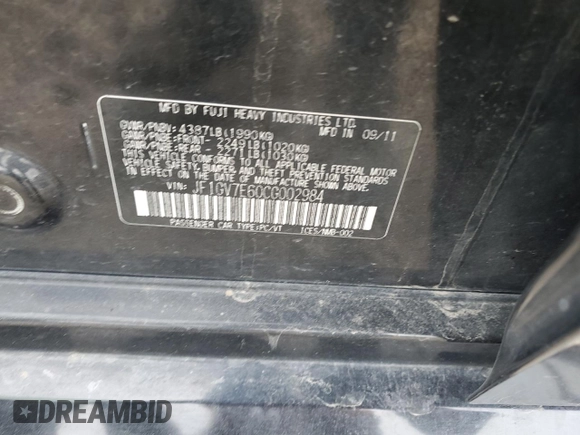 MFD BY FUJI HEAVY INDUSTRIES LTD.
GVWR/PNBV: 4387LB(1990KG) MFD IN 09/11
GAWR/PNBE:FRONT- 2249LB(1020KG)
GAWR/PNBE:REAR - 2271LB(1030KG)
THIS VEHICLE CONFORMS TO ALL APPLICABLE FEDERAL MOTOR
VEHICLE SAFETY, BUMPER, AND THEFT PREVENTION STANDARDS
IN EFFECT ON THE DATE OF MANUFACTURE SHOWN ABOVE.
VIN: JF1GV7E60CG002984
PASSENGER CAR TYPE:PC/VT ICES/NMB-002
DREAMBID